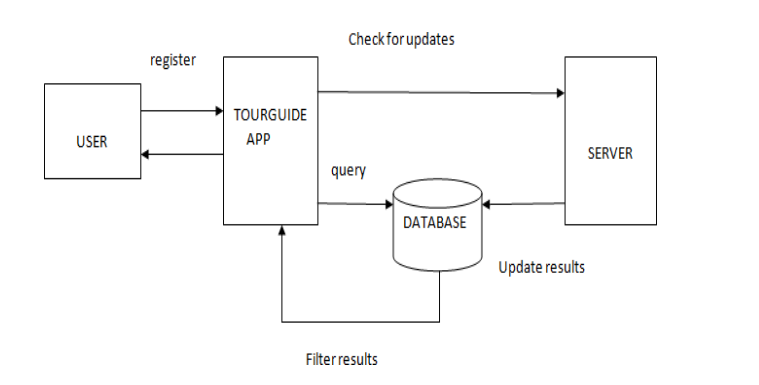 Check for updates
register
TOURGUIDE
APP
USER
SERVER
query
DATABASE
Update results
Filter results